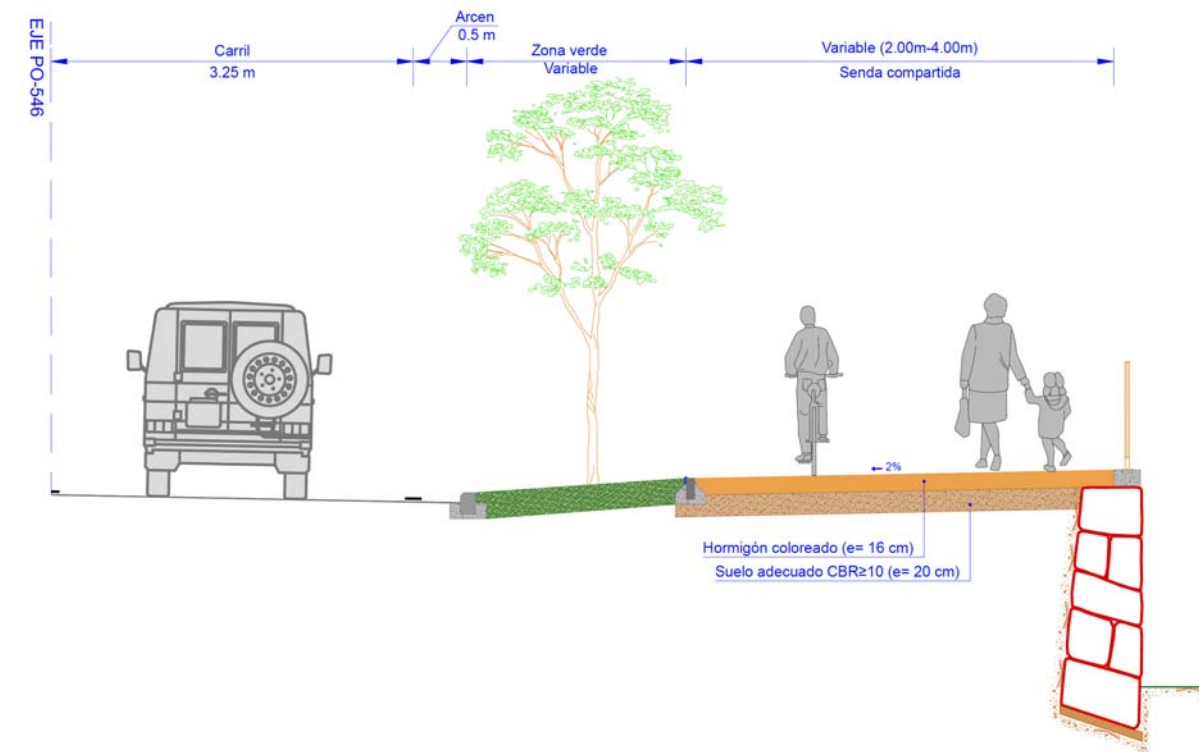 EJE PO-546
Carril
3.25 m
Arcen
0.5 m
Zona verde
Variable
Variable (2.00m-4.00m)
Senda compartida
2%
Hormigón coloreado (e= 16 cm)
Suelo adecuado CBR≥10 (e= 20 cm)